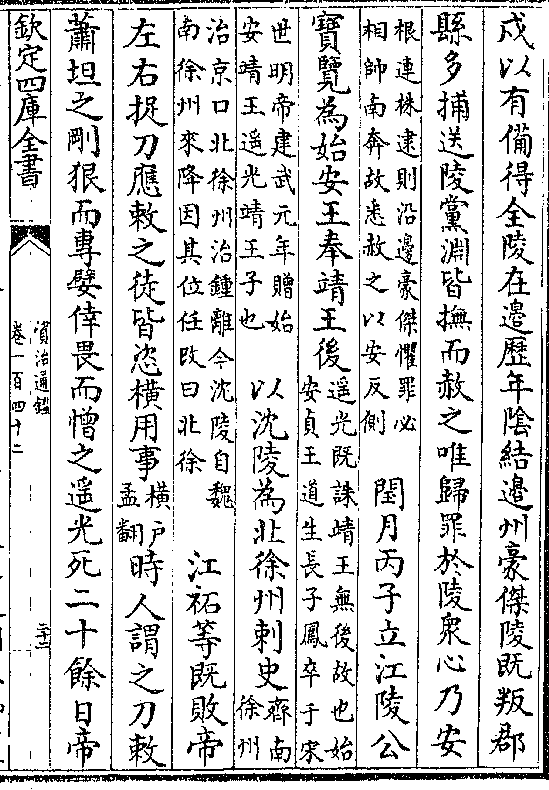 戍以有備得全陵在邉歴年隂結邉州豪傑陵既叛郡
縣多捕送陵黨淵皆撫而赦之唯歸罪於陵衆心乃安
根連株逮則沿邉豪傑懼罪必
相帥南奔故悉赦之以安反側
閏月丙子立江陵公
寶覽為始安王奉靖王後
遥光既誅靖王無後故也始
安貞王道生長子鳳卒于宋
世明帝建武元年贈始
安靖王遥光靖王子也
以沈陵為北徐州刺史
齊南
徐州
治京口北徐州治鍾離今沈陵自魏
南徐州來降因其位任改曰北徐
江祏等既敗帝
左右捉刀應敕之徒皆恣横用事
横戸
孟翻
時人謂之刀敕
蕭坦之剛狠而專嬖倖畏而憎之遥光死二十餘日帝
欽定四庫全書
資治通鑑
卷一百四十二